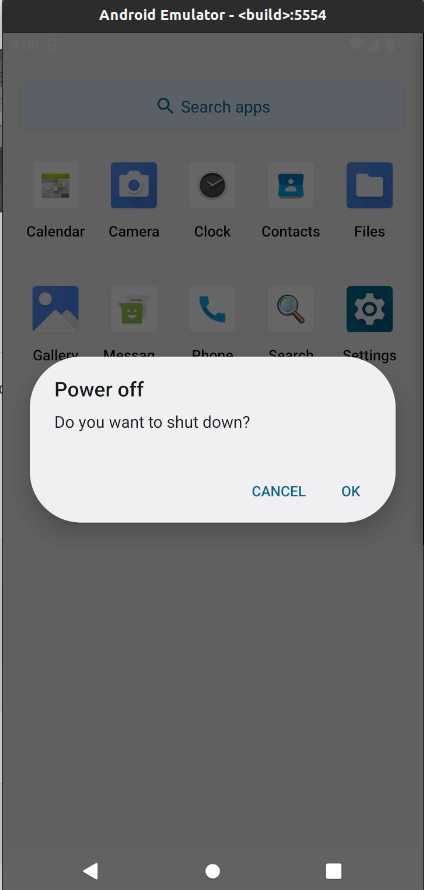 Android Emulator - <build>:5554
4:09
Search apps
Calendar Camera Clock Contacts Files
Gallery Messag Phone Search Settings
Power off
Do you want to shut down?
CANCEL OK